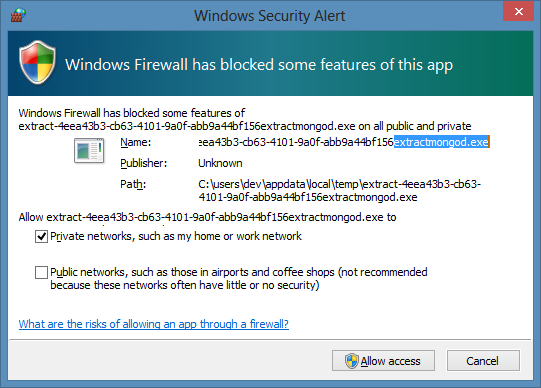 Windows Security Alert
Windows Firewall has blocked some features of this app
Windows Firewall has blocked some features of
extract-4eea43b3-cb63-4101-9a0f-abb9a44bf156extractmongod.exe on all public and private
Name: eea43b3-cb63-4101-9a0f-abb9a44bf156extractmongod.exe
Publisher: Unknown
Path: C:\users\dev\appdata\local\temp\extract-4eea43b3-cb63-
4101-9a0f-abb9a44bf156extractmongod.exe
Allow extract-4eea43b3-cb63-4101-9a0f-abb9a44bf156extractmongod.exe to
Private networks, such as my home or work network
Public networks, such as those in airports and coffee shops (not recommended
because these networks often have little or no security)
What are the risks of allowing an app through a firewall?
Allow access
Cancel